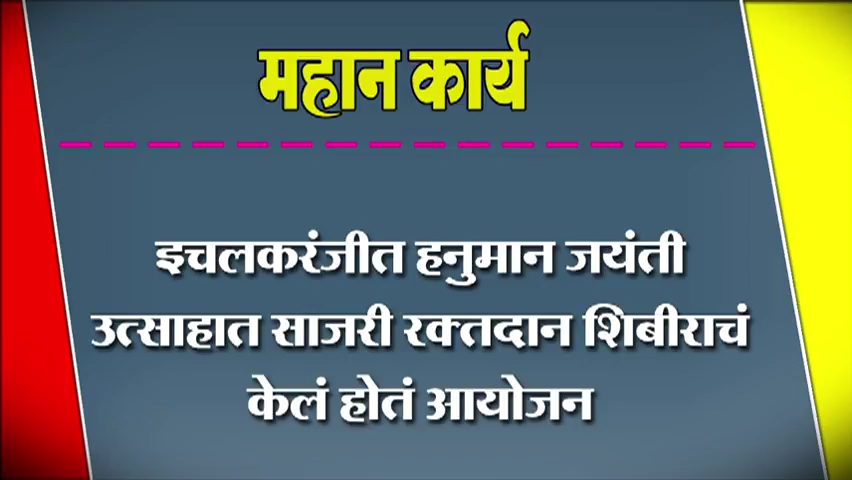 महान कार्य
इचलकरंजीत हनुमान जयंती
उत्साहात साजरी रक्तदान शिबीराचं
केलं होतं आयोजन